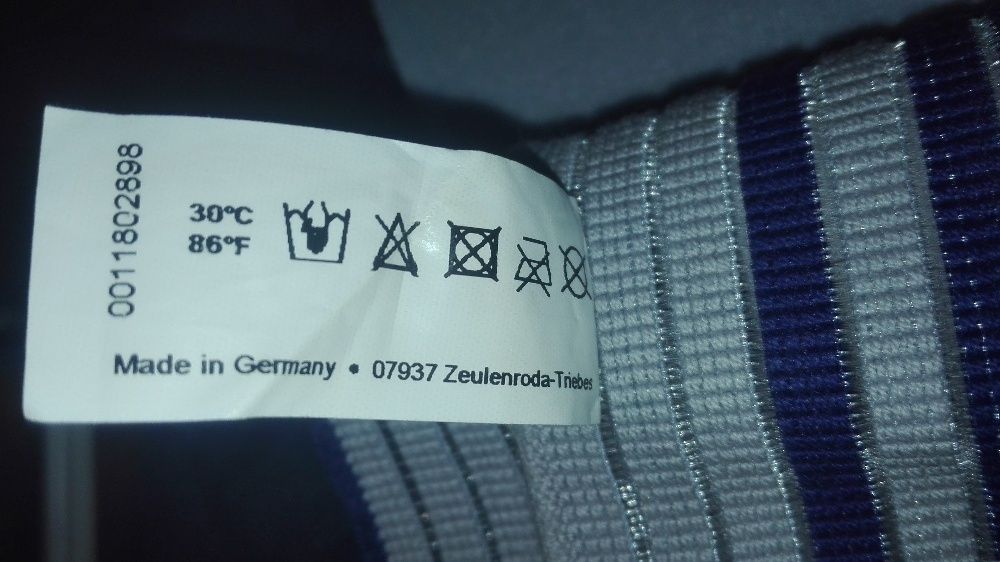 0011802898
30°C
86°F
Made in Germany • 07937 Zeulenroda-Triebes